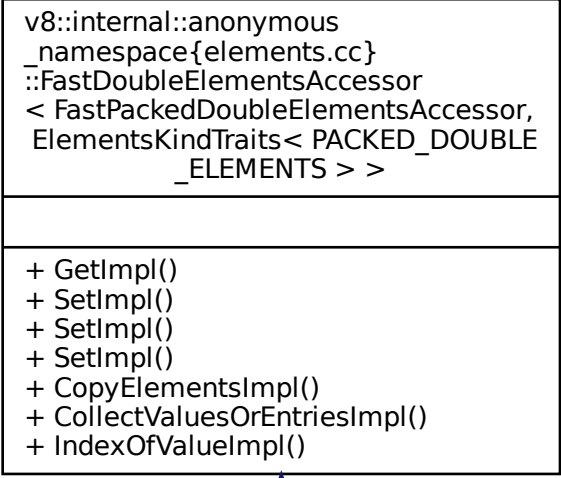 v8::internal::anonymous
_namespace{elements.cc}
::FastDoubleElementsAccessor
< FastPackedDoubleElementsAccessor,
ElementsKindTraits< PACKED_DOUBLE
_ELEMENTS > >
+ GetImpl()
+ SetImpl()
+ SetImpl()
+ SetImpl()
+ CopyElementsImpl()
+ CollectValuesOrEntriesImpl()
+ IndexOfValueImpl()